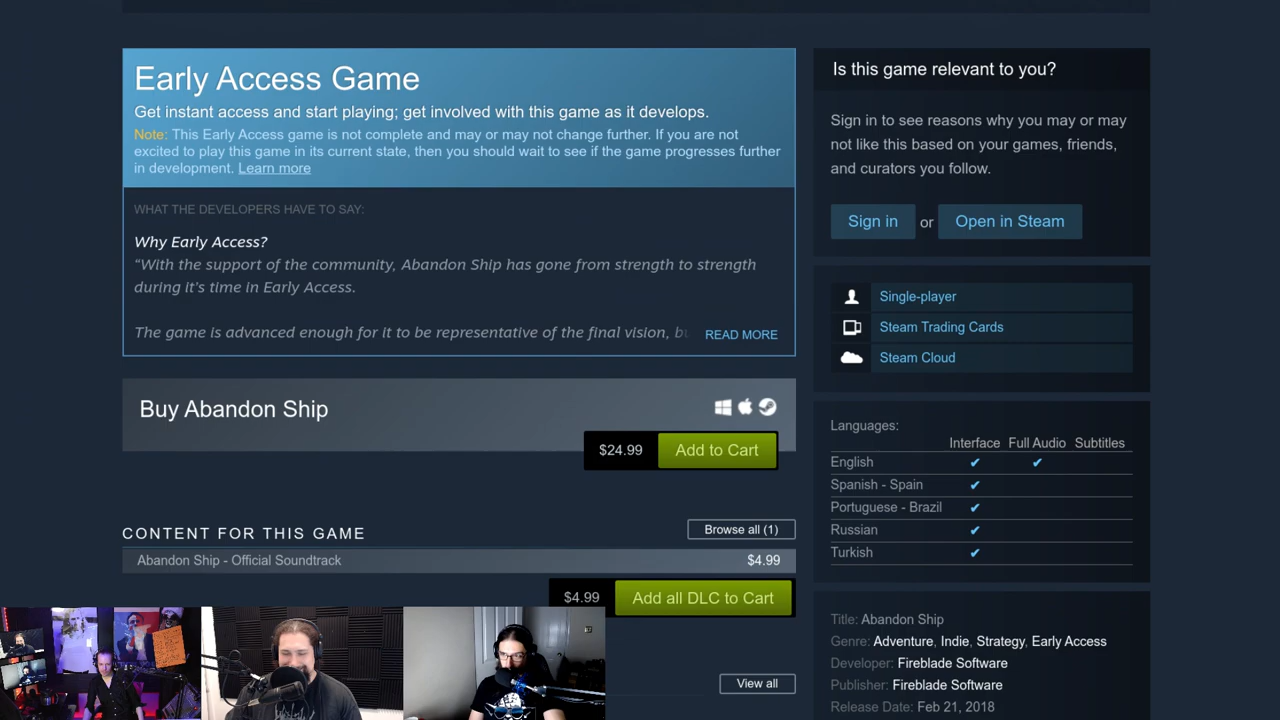 Early Access Game
Get instant access and start playing; get involved with this game as it develops.
Note: This Early Access game is not complete and may or may not change further. If you are not
excited to play this game in its current state, then you should wait to see if the game progresses further
in development. Learn more
WHAT THE DEVELOPERS HAVE TO SAY:
Why Early Access?
“With the support of the community, Abandon Ship has gone from strength to strength
during it's time in Early Access.
The game is advanced enough for it to be representative of the final vision, bu
READ MORE
Buy Abandon Ship
$24.99
Add to Cart
CONTENT FOR THIS GAME
Browse all (1)
Abandon Ship - Official Soundtrack
$4.99
$4.99
Add all DLC to Cart
View all
Is this game relevant to you?
Sign in to see reasons why you may or may
not like this based on your games, friends,
and curators you follow.
Sign in or Open in Steam
Single-player
Steam Trading Cards
Steam Cloud
Languages:
Interface Full Audio Subtitles
English ✔ ✔
Spanish - Spain ✔
Portuguese - Brazil ✔
Russian ✔
Turkish ✔
Title: Abandon Ship
Genre: Adventure, Indie, Strategy, Early Access
Developer: Fireblade Software
Publisher: Fireblade Software
Release Date: Feb 21, 2018